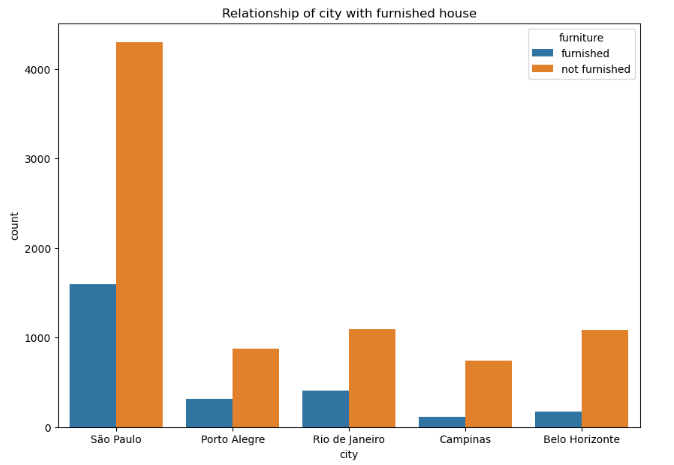 Relationship of city with furnished house
furniture
furnished
not furnished
4000
3000
2000
1000
0
count
São Paulo
Porto Alegre
Rio de Janeiro
Campinas
Belo Horizonte
city